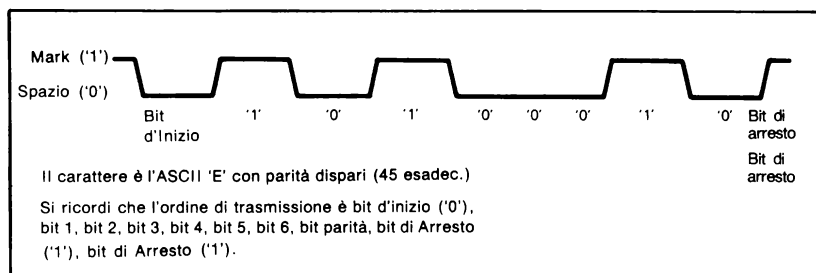 Mark ('1')
Spazio ('0')
Bit d'Inizio
'1'
'0'
'1'
'0'
'0'
'0'
'1'
'0'
Bit di arresto
Bit di arresto
Il carattere è l'ASCII 'E' con parità dispari (45 esadec.)
Si ricordi che l'ordine di trasmissione è bit d'inizio ('0'),
bit 1, bit 2, bit 3, bit 4, bit 5, bit 6, bit parità, bit di Arresto
('1'), bit di Arresto ('1').